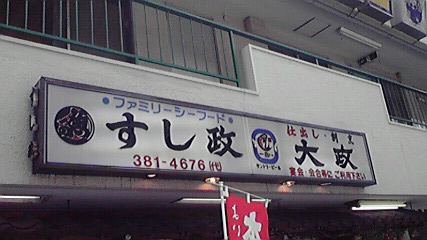 ・ファミリーシーフード・
すし政
381-4676(代)
サントリービール
仕出し・割烹
大政
宴会・会合等にご利用下さい